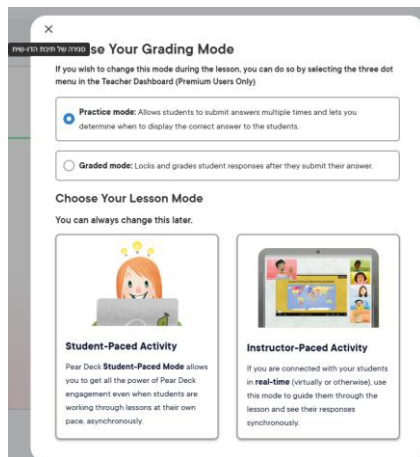 סגירה של תיבת הדו-שיח
se Your Grading Mode
If you wish to change this mode during the lesson, you can do so by selecting the three dot
menu in the Teacher Dashboard (Premium Users Only)
Practice mode: Allows students to submit answers multiple times and lets you
determine when to display the correct answer to the students.
Graded mode: Locks and grades student responses after they submit their answer.
Choose Your Lesson Mode
You can always change this later.
Student-Paced Activity
Pear Deck Student-Paced Mode allows
you to get all the power of Pear Deck
engagement even when students are
working through lessons at their own
pace, asynchronously.
Instructor-Paced Activity
If you are connected with your students
in real-time (virtually or otherwise), use
this mode to guide them through the
lesson and see their responses
synchronously.